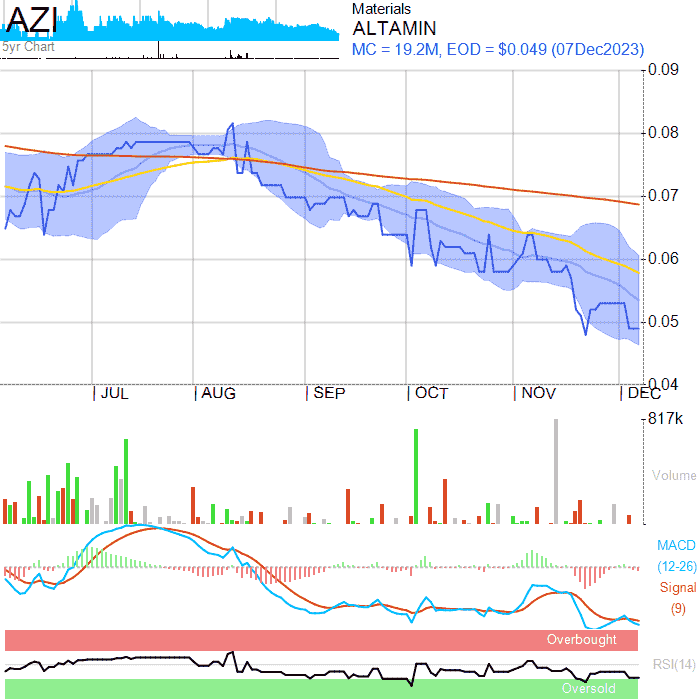 AZI
5yr Chart
Materials
ALTAMIN
MC = 19.2M, EOD = $0.049 (07Dec2023)
0.09
0.08
0.07
0.06
0.05
0.04
JUL AUG SEP OCT NOV DEC
817k
Volume
MACD
(12-26)
Signal
(9)
Overbought
RSI(14)
Oversold